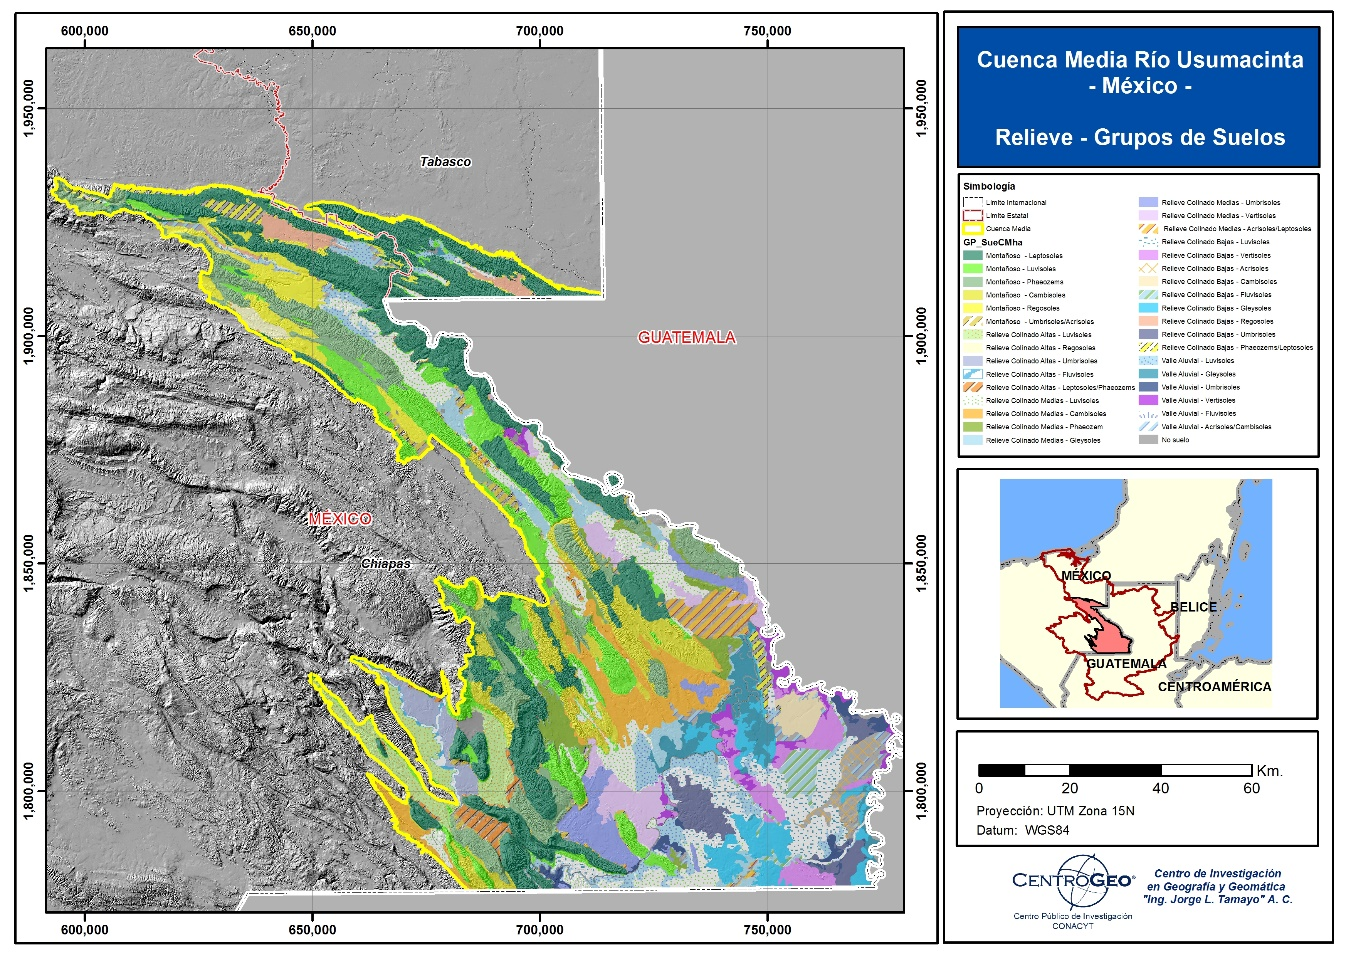 600,000
650,000
700,000
750,000
1,950,000
1,900,000
1,850,000
1,800,000
1,950,000
1,900,000
1,850,000
1,800,000
Tabasco
GUATEMALA
MÉXICO
Chiapas
600,000
650,000
700,000
750,000
Cuenca Media Río Usumacinta
- México -
Relieve - Grupos de Suelos
Simbología
Límite Internacional
Límite Estatal
Cuenca Media
GP_SueCMha
Montañoso - Leptosoles
Montañoso - Luvisoles
Montañoso - Phaeozems
Montañoso - Cambisoles
Montañoso - Regosoles
Montañoso - Umbrisoles/Acrisoles
Relieve Colinado Altas - Luvisoles
Relieve Colinado Altas - Regosoles
Relieve Colinado Altas - Umbrisoles
Relieve Colinado Altas - Fluvisoles
Relieve Colinado Altas - Leptosoles/Phaeozems
Relieve Colinado Medias - Luvisoles
Relieve Colinado Medias - Cambisoles
Relieve Colinado Medias - Phaeozem
Relieve Colinado Medias - Gleysoles
Relieve Colinado Medias - Umbrisoles
Relieve Colinado Medias - Vertisoles
Relieve Colinado Medias - Acrisoles/Leptosoles
Relieve Colinado Bajas - Luvisoles
Relieve Colinado Bajas - Vertisoles
Relieve Colinado Bajas - Acrisoles
Relieve Colinado Bajas - Cambisoles
Relieve Colinado Bajas - Fluvisoles
Relieve Colinado Bajas - Gleysoles
Relieve Colinado Bajas - Regosoles
Relieve Colinado Bajas - Umbrisoles
Relieve Colinado Bajas - Phaeozems/Leptosoles
Valle Aluvial - Luvisoles
Valle Aluvial - Gleysoles
Valle Aluvial - Umbrisoles
Valle Aluvial - Vertisoles
Valle Aluvial - Fluvisoles
Valle Aluvial - Acrisoles/Cambisoles
No suelo
MÉXICO
BELICE
GUATEMALA
CENTROAMÉRICA
Km.
0 20 40 60
Proyección: UTM Zona 15N
Datum: WGS84
CENTROGEO®
Centro Público de Investigación
CONACYT
Centro de Investigación
en Geografía y Geomática
"Ing. Jorge L. Tamayo" A. C.